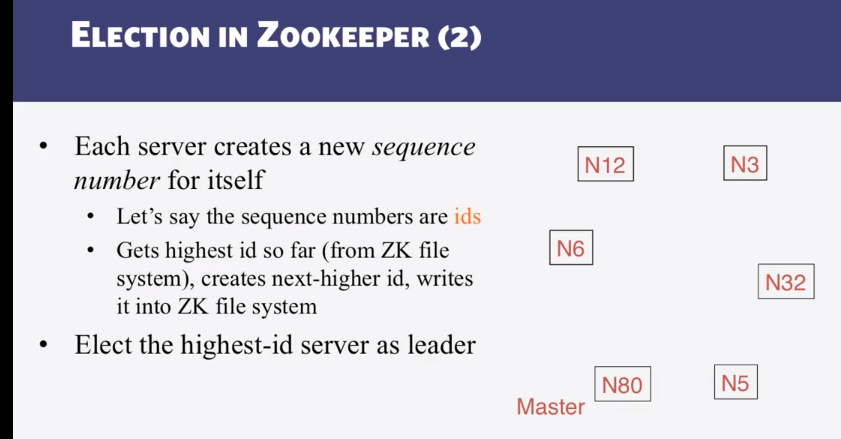 ELECTION IN ZOOKEEPER (2)
• Each server creates a new sequence
number for itself
• Let's say the sequence numbers are ids
• Gets highest id so far (from ZK file
system), creates next-higher id, writes
it into ZK file system
• Elect the highest-id server as leader
N12
N3
N6
N32
N80
N5
Master